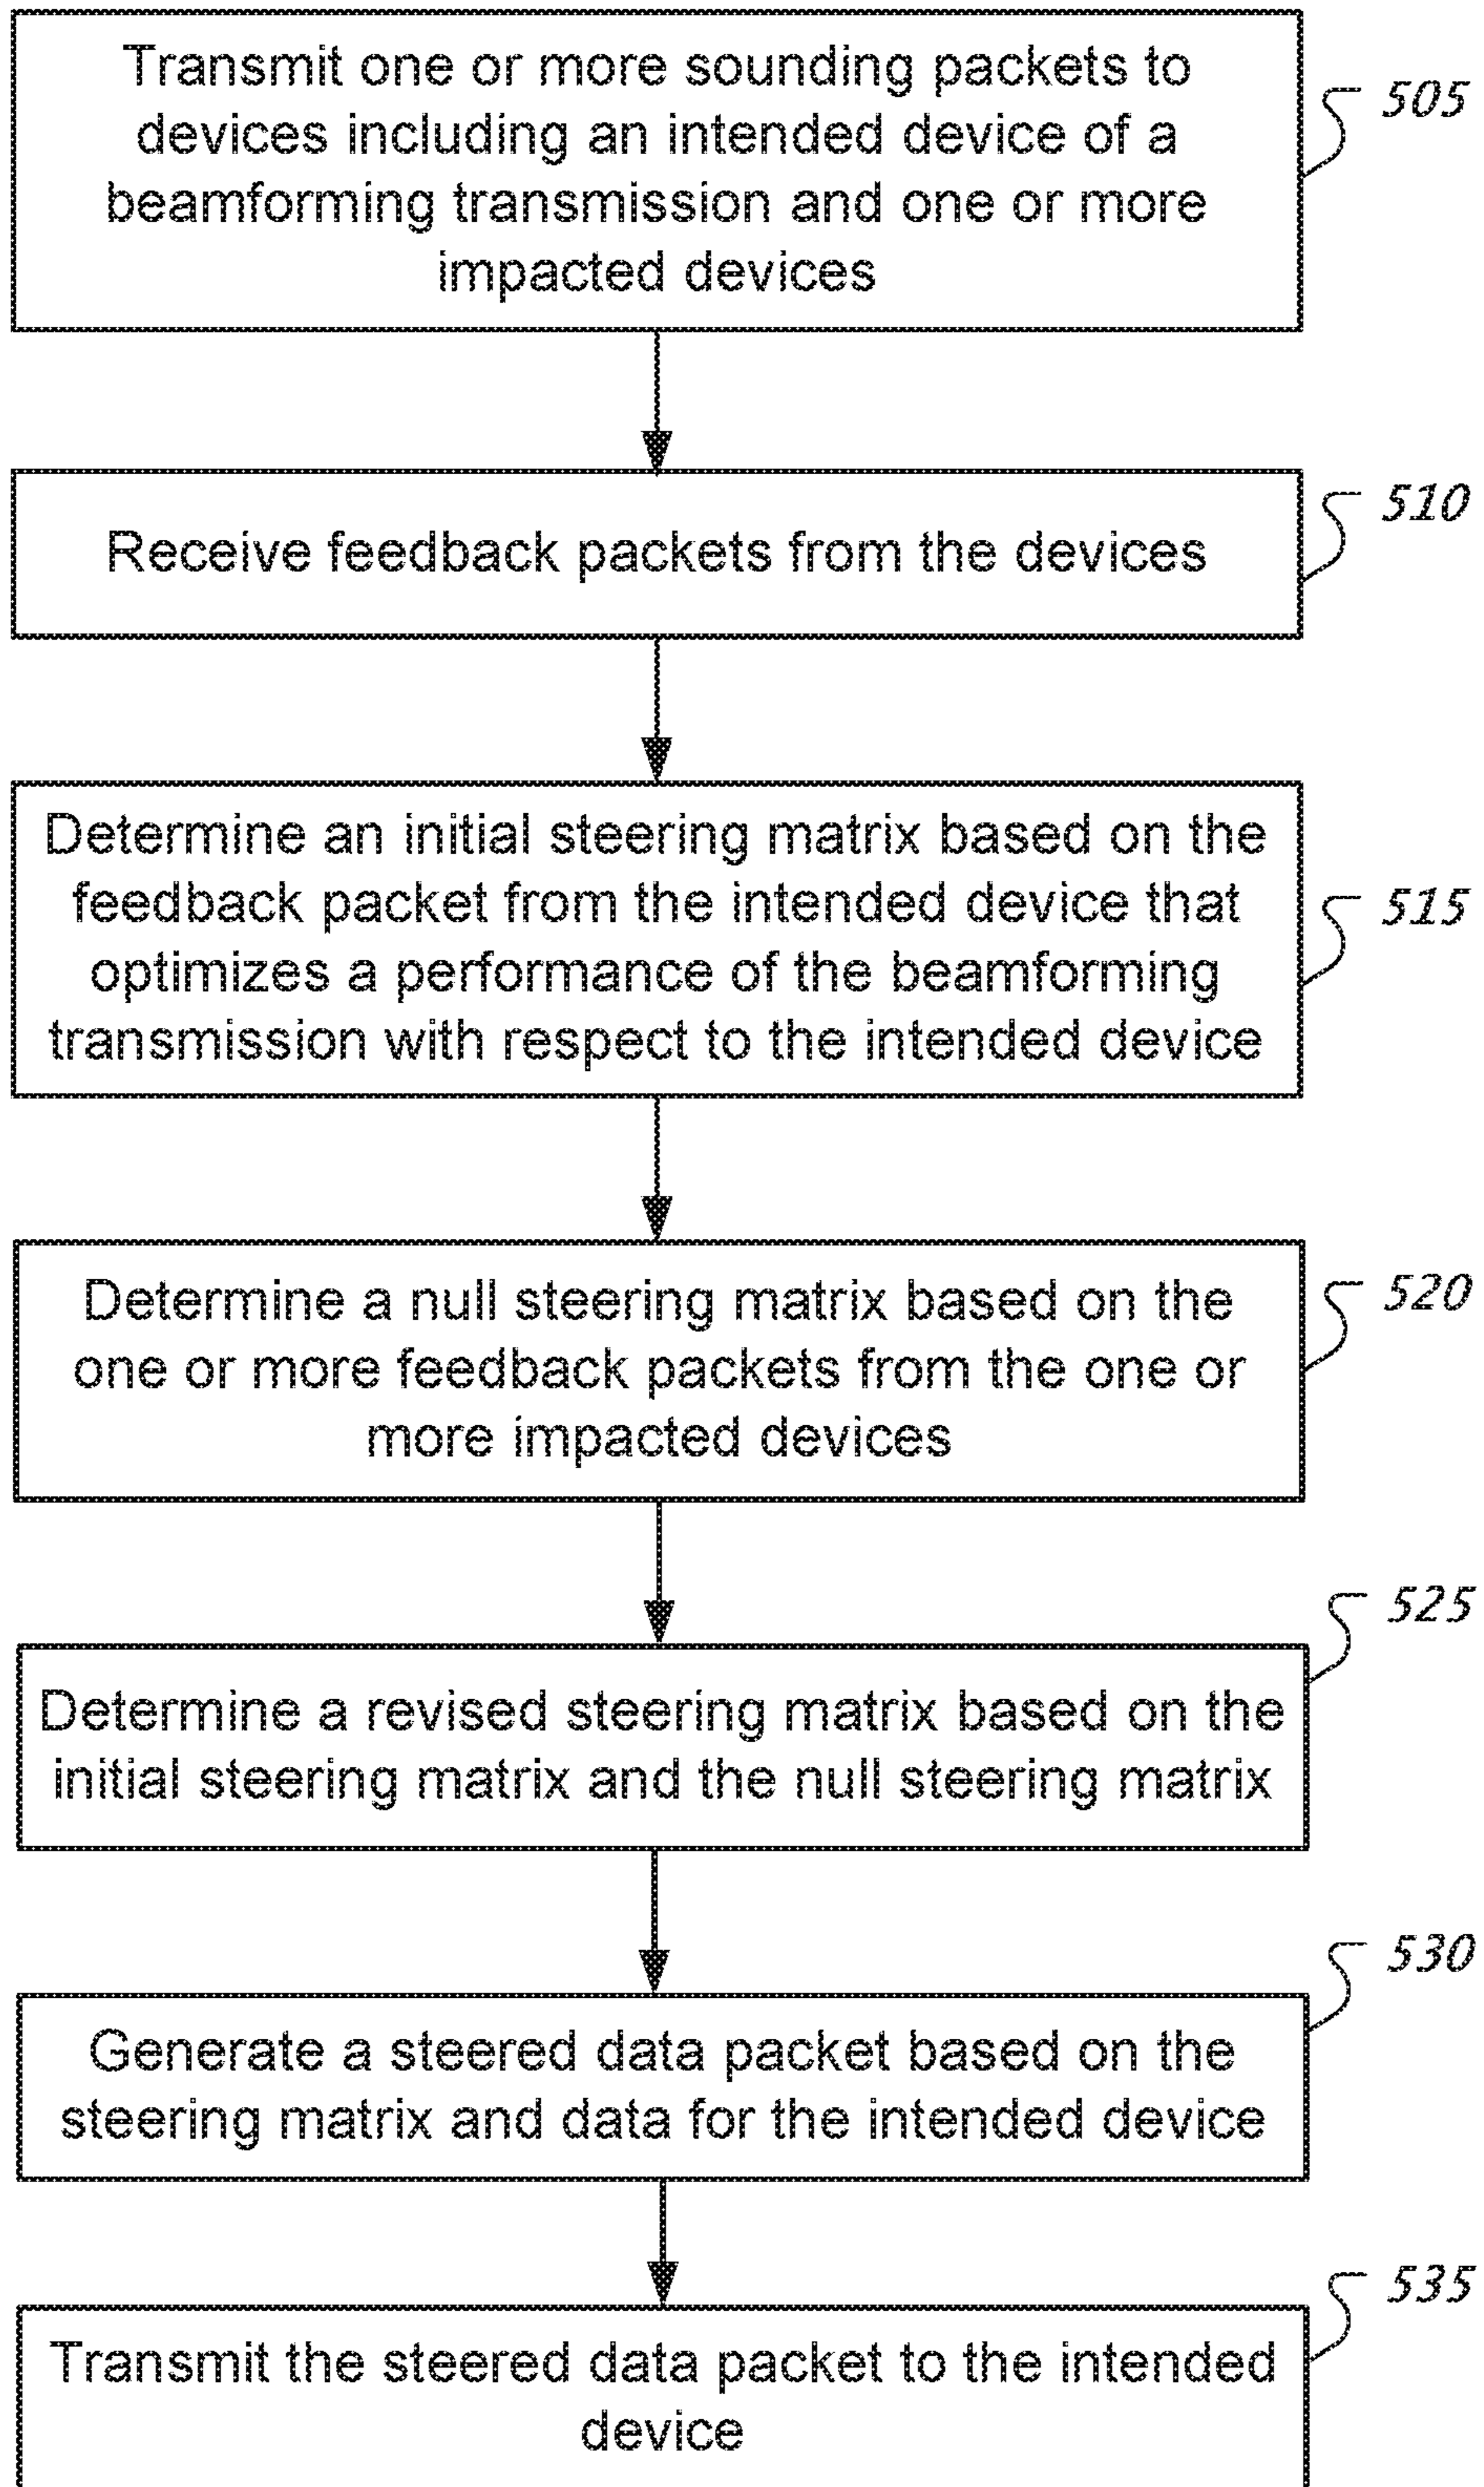 Transmit one or more sounding packets to
devices including an intended device of a
beamforming transmission and one or more
impacted devices
505
Receive feedback packets from the devices
510
Determine an initial steering matrix based on the
feedback packet from the intended device that
optimizes a performance of the beamforming
transmission with respect to the intended device
515
Determine a null steering matrix based on the
one or more feedback packets from the one or
more impacted devices
520
Determine a revised steering matrix based on the
initial steering matrix and the null steering matrix
525
Generate a steered data packet based on the
steering matrix and data for the intended device
530
Transmit the steered data packet to the intended
device
535